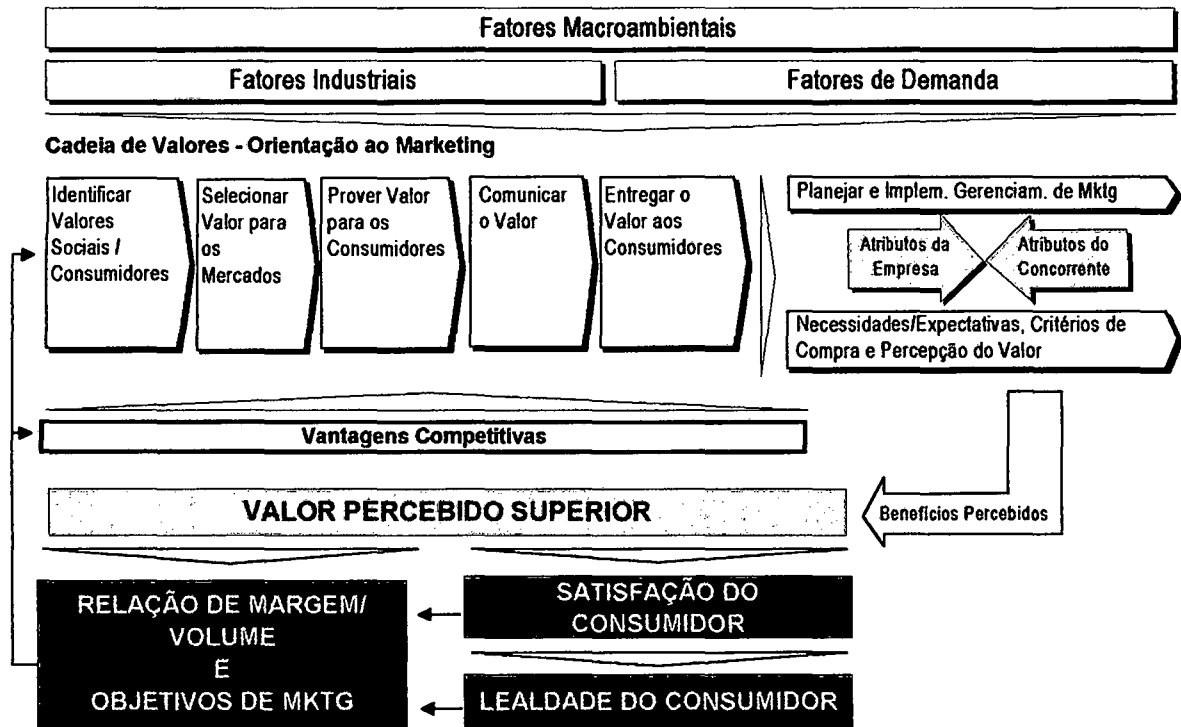 Fatores Macroambientais
Fatores Industriais
Fatores de Demanda
Cadeia de Valores - Orientação ao Marketing
Identificar
Valores
Sociais /
Consumidores
Selecionar
Valor para
os
Mercados
Prover Valor
para os
Consumidores
Comunicar
o Valor
Entregar o
Valor aos
Consumidores
Planejar e Implem. Gerenciam. de Mktg
Atributos da
Empresa
Atributos do
Concorrente
Necessidades/Expectativas, Critérios de
Compra e Percepção do Valor
Vantagens Competitivas
VALOR PERCEBIDO SUPERIOR
Benefícios Percebidos
RELAÇÃO DE MARGEM/
VOLUME
E
OBJETIVOS DE MKTG
SATISFAÇÃO DO
CONSUMIDOR
LEALDADE DO CONSUMIDOR